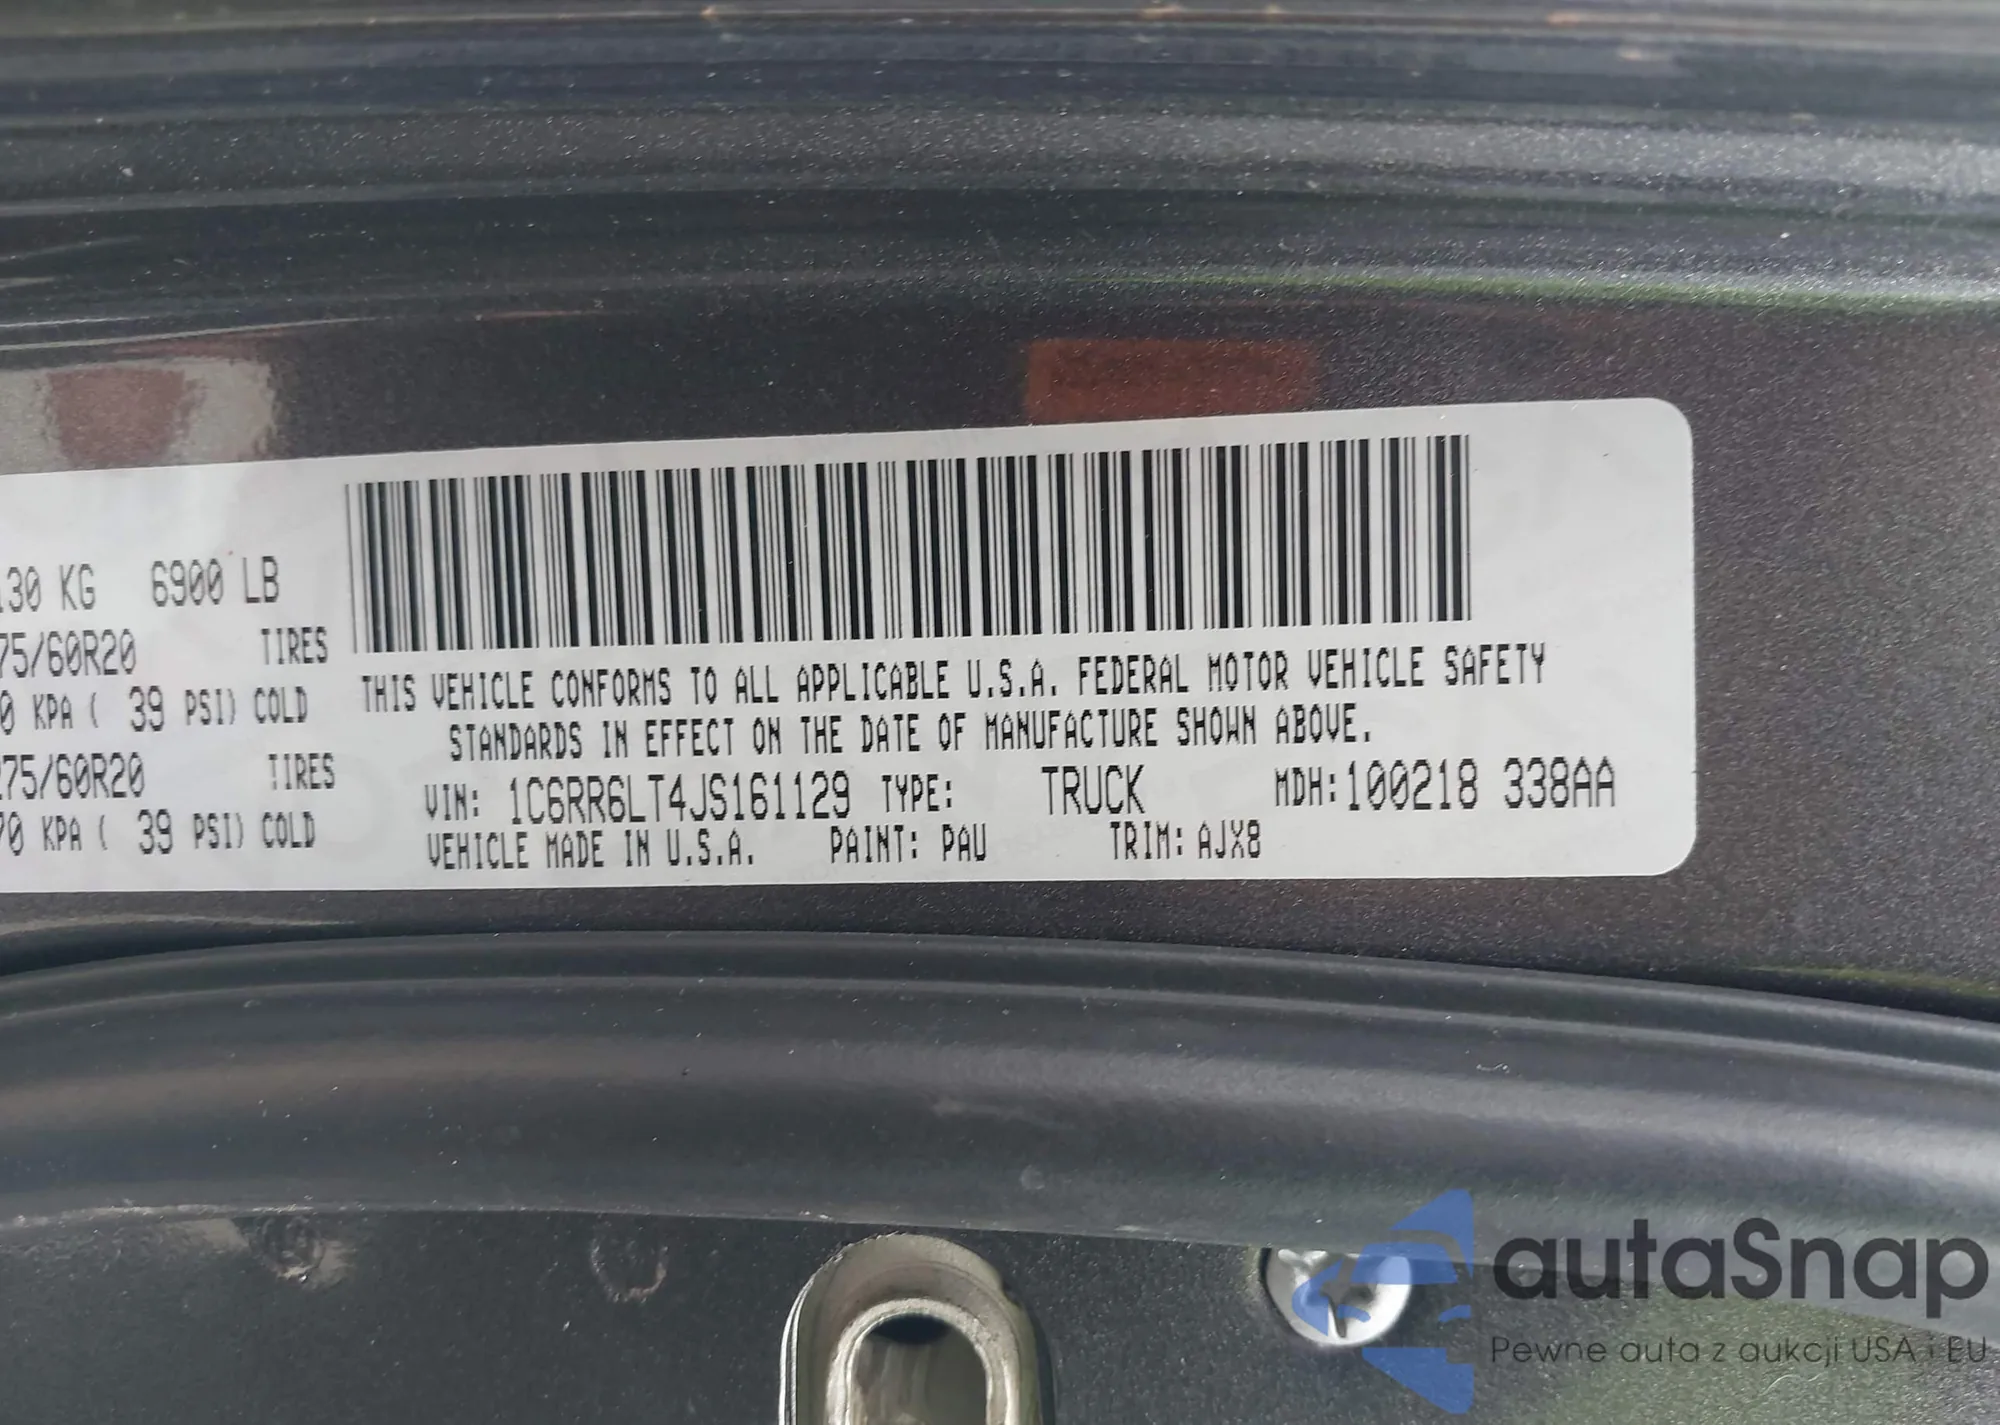 130 KG 6900 LB
75/60R20 TIRES
0 KPA ( 39 PSI) COLD
275/60R20 TIRES
70 KPA ( 39 PSI) COLD
THIS VEHICLE CONFORMS TO ALL APPLICABLE U.S.A. FEDERAL MOTOR VEHICLE SAFETY
STANDARDS IN EFFECT ON THE DATE OF MANUFACTURE SHOWN ABOVE.
VIN: 1C6RR6LT4JS161129 TYPE: TRUCK MDH:100218 338AA
VEHICLE MADE IN U.S.A. PAINT: PAU TRIM: AJX8
autaSnap
Pewne auta z aukcji USA i EU